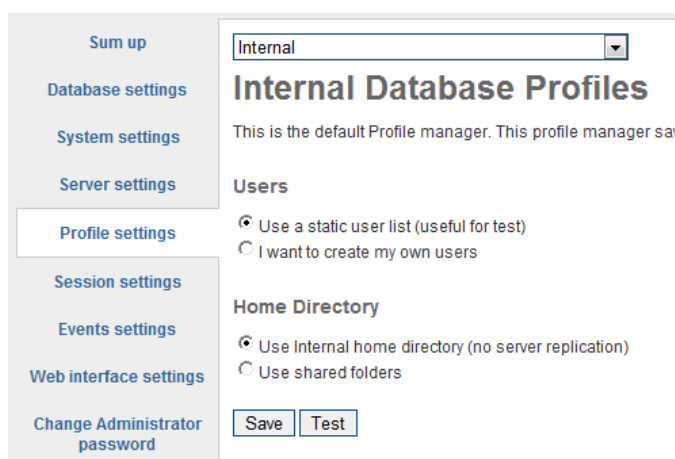 Sum up
Database settings
System settings
Server settings
Profile settings
Session settings
Events settings
Web interface settings
Change Administrator
password
Internal
Internal Database Profiles
This is the default Profile manager. This profile manager
Users
Use a static user list (useful for test)
I want to create my own users
Home Directory
Use Internal home directory (no server replication)
Use shared folders
Save Test